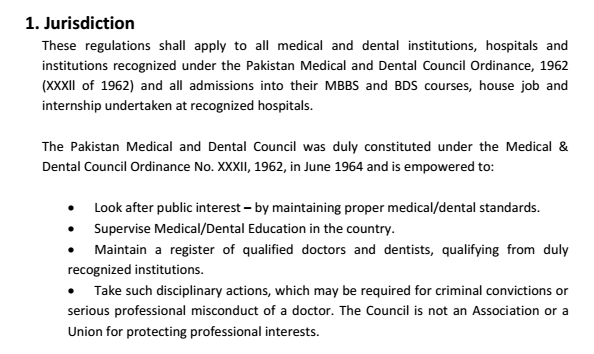 1. Jurisdiction
These regulations shall apply to all medical and dental institutions, hospitals and
institutions recognized under the Pakistan Medical and Dental Council Ordinance, 1962
(XXXll of 1962) and all admissions into their MBBS and BDS courses, house job and
internship undertaken at recognized hospitals.
The Pakistan Medical and Dental Council was duly constituted under the Medical &
Dental Council Ordinance No. XXXII, 1962, in June 1964 and is empowered to:
• Look after public interest – by maintaining proper medical/dental standards.
• Supervise Medical/Dental Education in the country.
• Maintain a register of qualified doctors and dentists, qualifying from duly
recognized institutions.
• Take such disciplinary actions, which may be required for criminal convictions or
serious professional misconduct of a doctor. The Council is not an Association or a
Union for protecting professional interests.